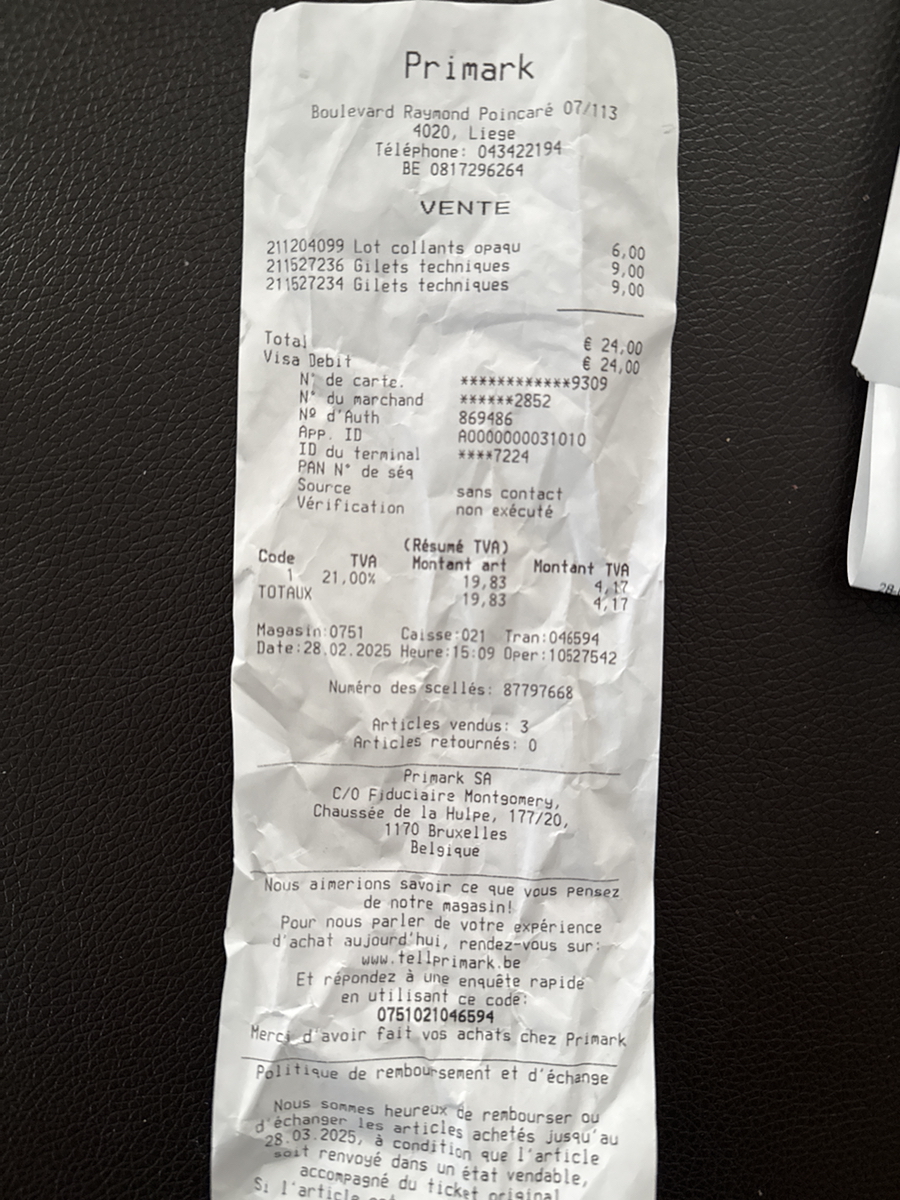 Primark
Boulevard Raymond Poincaré 07/113
4020, Liege
Téléphone: 043422194
BE 0817296264
VENTE
211204099 Lot collants opaqu 6,00
211527236 Gilets techniques 9,00
211527234 Gilets techniques 9,00
Total € 24,00
Visa Debit € 24,00
N° de carte. ************9309
N° du marchand ******2852
Nº d'Auth 869486
App. ID A0000000031010
ID du terminal ****7224
PAN N° de séq
Source sans contact
Vérification non exécuté
(Résumé TVA)
Code TVA Montant art Montant TVA
1 21,00% 19,83 4,17
TOTAUX 19,83 4,17
Magasin:0751 Caisse:021 Tran:046594
Date:28.02.2025 Heure:15:09 Oper:10527542
Numéro des scellés: 87797668
Articles vendus: 3
Articles retournés: 0
Primark SA
C/O Fiduciaire Montgomery,
Chaussée de la Hulpe, 177/20,
1170 Bruxelles
Belgique
Nous aimerions savoir ce que vous pensez
de notre magasin!
Pour nous parler de votre expérience
d'achat aujourd'hui, rendez-vous sur:
www.tellprimark.be
Et répondez à une enquête rapide
en utilisant ce code:
0751021046594
Merci d'avoir fait vos achats chez Primark
Politique de remboursement et d'échange
Nous sommes heureux de rembourser ou
d'échanger les articles achetés jusqu'au
28.03.2025, à condition que l'article
soit renvoyé dans un état vendable,
accompagné du ticket original
Si l'article